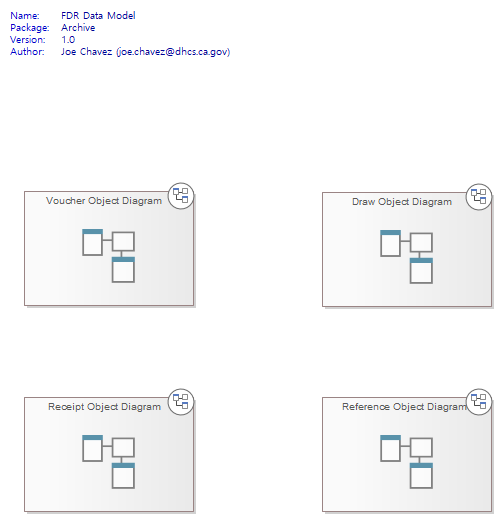 Name: FDR Data Model
Package: Archive
Version: 1.0
Author: Joe Chavez (joe.chavez@dhcs.ca.gov)
Voucher Object Diagram
Draw Object Diagram
Receipt Object Diagram
Reference Object Diagram